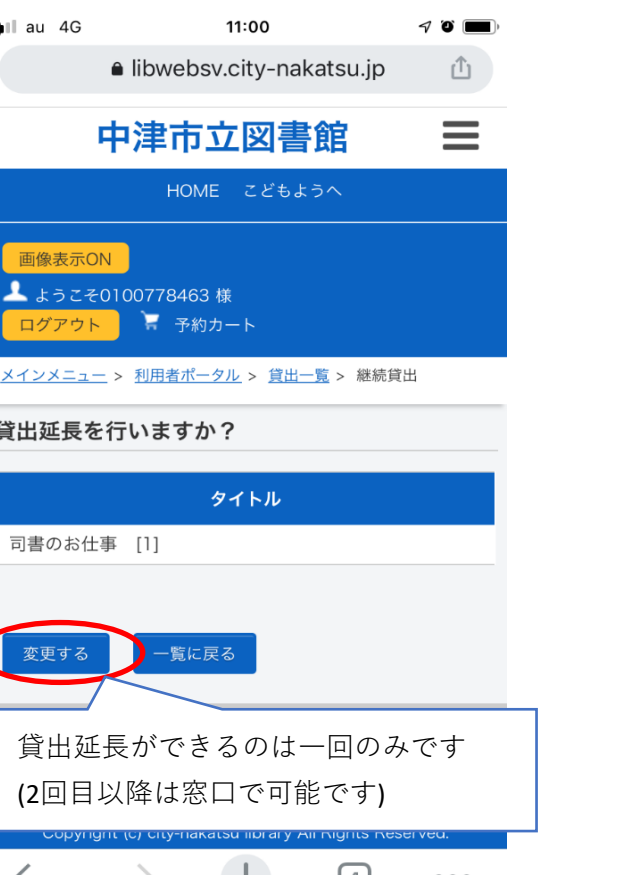 au 4G 11:00
libwebsv.city-nakatsu.jp
中津市立図書館
HOME こどもようへ
画像表示ON
ようこそ0100778463 様
ログアウト 予約カート
メインメニュー > 利用者ポータル > 貸出一覧 > 継続貸出
貸出延長を行いますか？
タイトル
司書のお仕事 [1]
変更する 一覧に戻る
貸出延長ができるのは一回のみです
(2回目以降は窓口で可能です)
Copyright (c) city-nakatsu library All Rights Reserved.